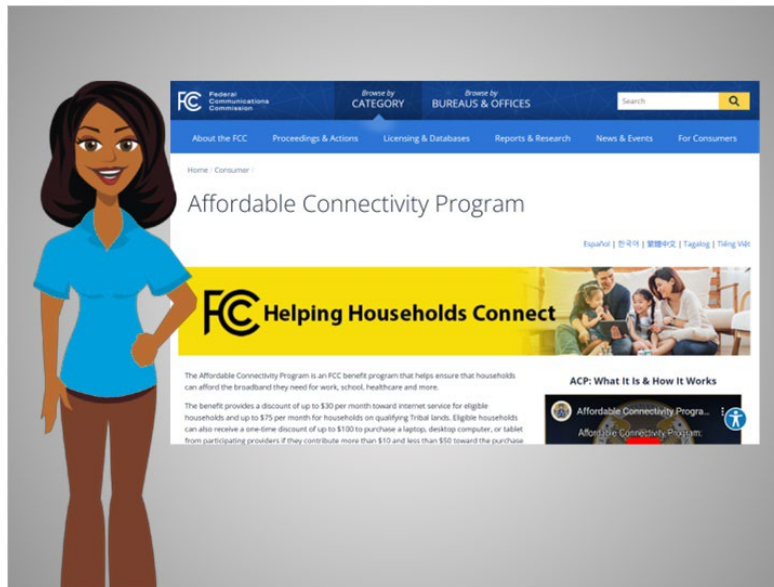 FCC Federal Communications Commission
Browse by CATEGORY
Browse by BUREAUS & OFFICES
Search
About the FCC Proceedings & Actions Licensing & Databases Reports & Research News & Events For Consumers
Home / Consumer /
Affordable Connectivity Program
Español | 한국어 | 繁體中文 | Tagalog | Tiếng Việt
FCC Helping Households Connect
The Affordable Connectivity Program is an FCC benefit program that helps ensure that households
can afford the broadband they need for work, school, healthcare and more.
The benefit provides a discount of up to $30 per month toward internet service for eligible
households and up to $75 per month for households on qualifying Tribal lands. Eligible households
can also receive a one-time discount of up to $100 to purchase a laptop, desktop computer, or tablet
from participating providers if they contribute more than $10 and less than $50 toward the purchase
ACP: What It Is & How It Works
Affordable Connectivity Progra...
Affordable Connectivity Program: